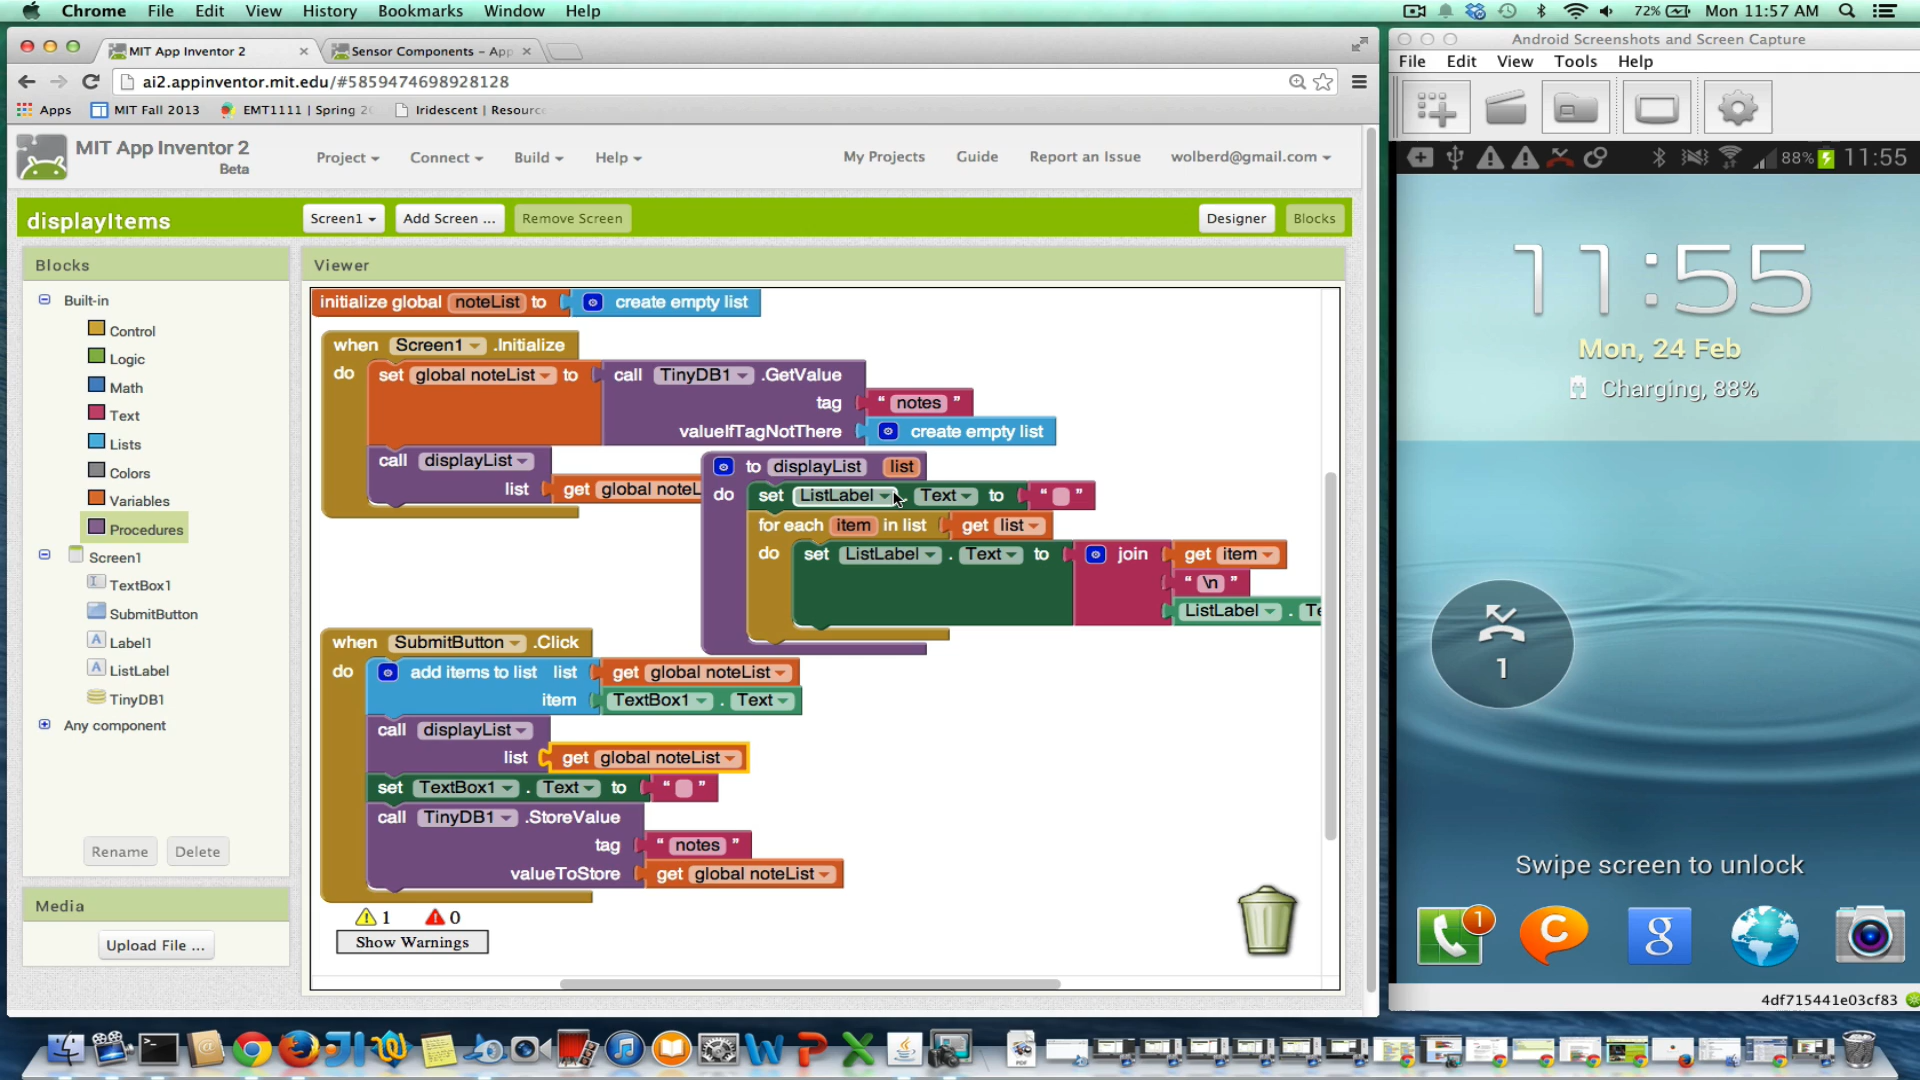 Chrome File Edit View History Bookmarks Window Help 72% Mon 11:57 AM
MIT App Inventor 2
Sensor Components – App
ai2.appinventor.mit.edu/#5859474698928128
Apps MIT Fall 2013 EMT1111 | Spring 2 Iridescent | Resourc
MIT App Inventor 2
Beta
Project Connect Build Help My Projects Guide Report an Issue wolberd@gmail.com
displayItems Screen1 Add Screen ... Remove Screen Designer Blocks
Blocks
Built-in
Control
Logic
Math
Text
Lists
Colors
Variables
Procedures
Screen1
TextBox1
SubmitButton
Label1
ListLabel
TinyDB1
Any component
Rename Delete
Media
Upload File ...
Viewer
initialize global noteList to create empty list
when Screen1 .Initialize
do set global noteList to call TinyDB1 .GetValue
tag " notes "
valueIfTagNotThere create empty list
call displayList
list get global noteL
to displayList list
do set ListLabel . Text to " "
for each item in list get list
do set ListLabel . Text to join get item
" \n "
ListLabel . Te
when SubmitButton .Click
do add items to list list get global noteList
item TextBox1 . Text
call displayList
list get global noteList
set TextBox1 . Text to " "
call TinyDB1 .StoreValue
tag " notes "
valueToStore get global noteList
1 0
Show Warnings
Android Screenshots and Screen Capture
File Edit View Tools Help
88% 11:55
11:55
Mon, 24 Feb
Charging, 88%
1
Swipe screen to unlock
1
C
g
4df715441e03cf83